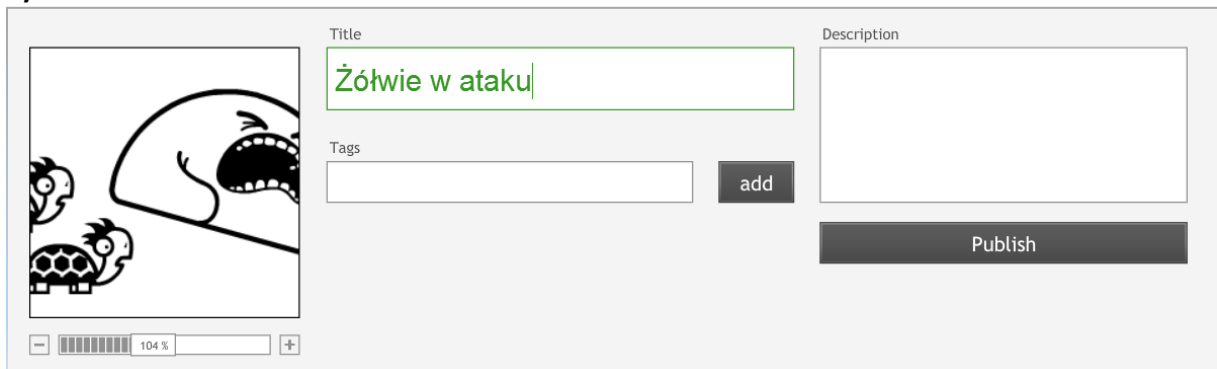 Title
Żółwie w ataku
Description
Tags
add
Publish
104 %